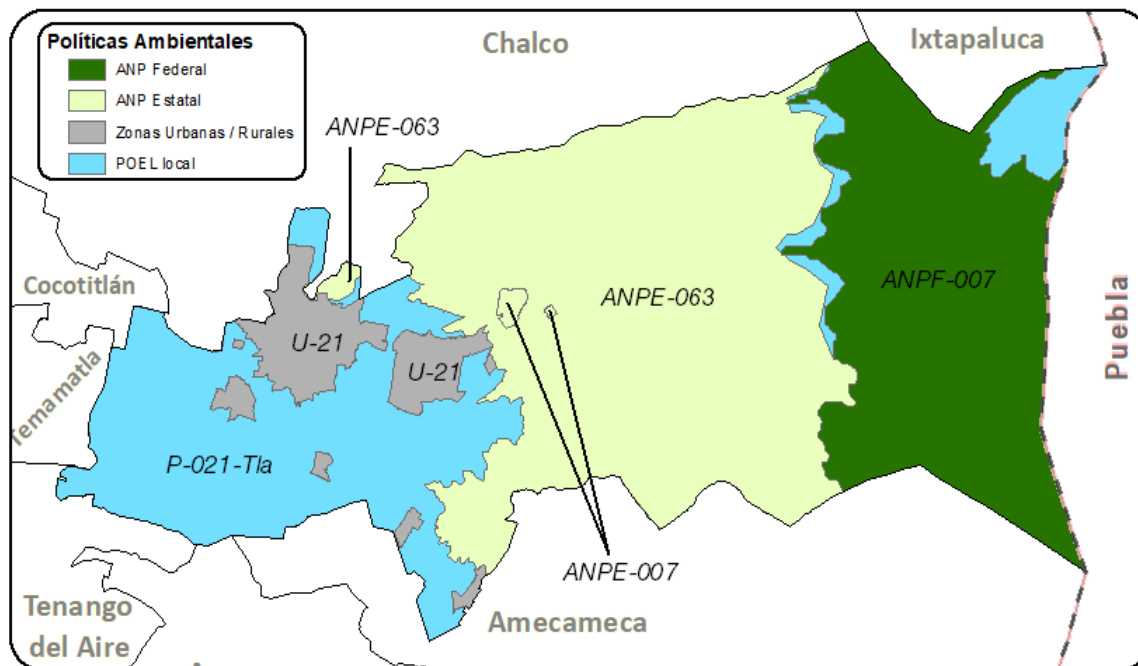 Políticas Ambientales
ANP Federal
ANP Estatal
Zonas Urbanas / Rurales
POEL local
Chalco
Ixtapaluca
ANPE-063
Cocotitlán
ANPE-063
ANPF-007
U-21
U-21
Puebla
Temamatla
P-021-Tla
ANPE-007
Tenango
del Aire
Amecameca